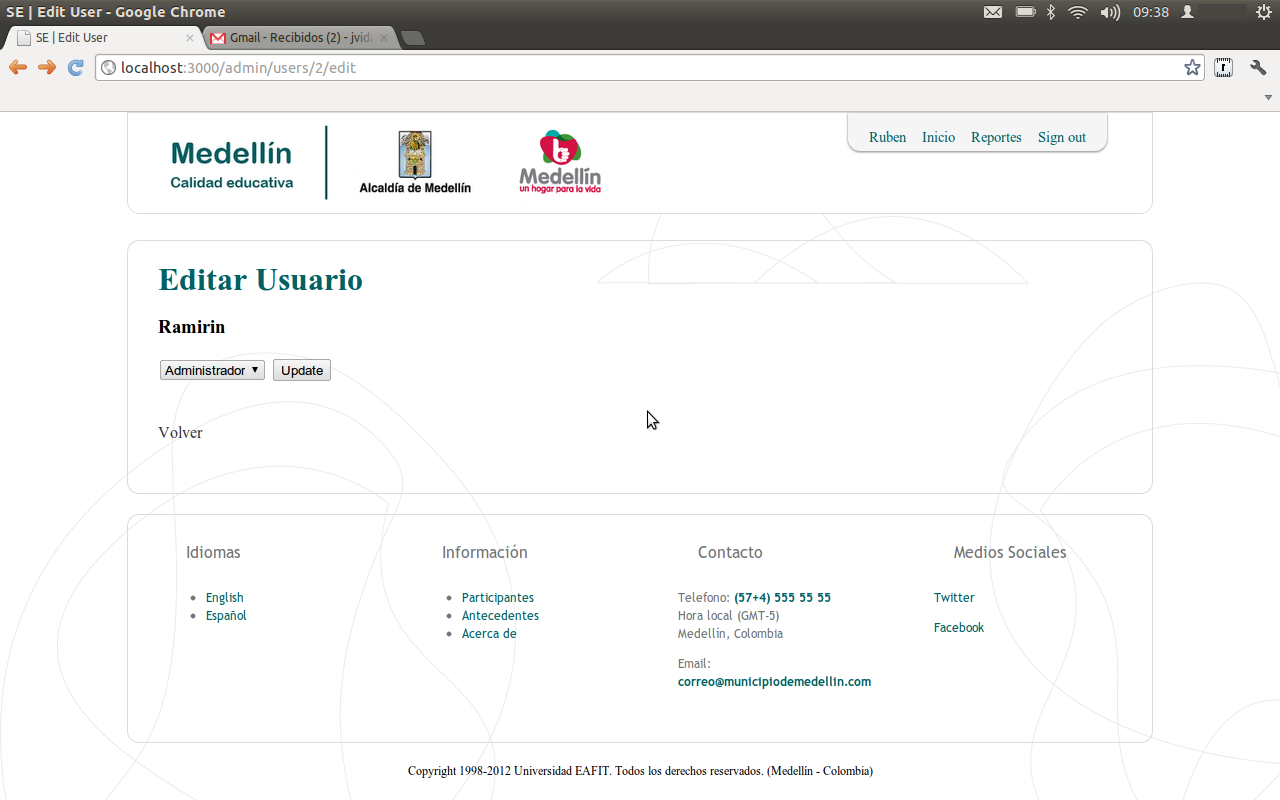 SE | Edit User - Google Chrome
09:38
SE | Edit User
Gmail - Recibidos (2) - jvida
localhost:3000/admin/users/2/edit
Medellín
Calidad educativa
Alcaldía de Medellín
Medellín
un hogar para la vida
Ruben Inicio Reportes Sign out
Editar Usuario
Ramirin
Administrador Update
Volver
Idiomas
English
Español
Información
Participantes
Antecedentes
Acerca de
Contacto
Telefono: (57+4) 555 55 55
Hora local (GMT-5)
Medellín, Colombia
Email:
correo@municipiodemedellin.com
Medios Sociales
Twitter
Facebook
Copyright 1998-2012 Universidad EAFIT. Todos los derechos reservados. (Medellín - Colombia)